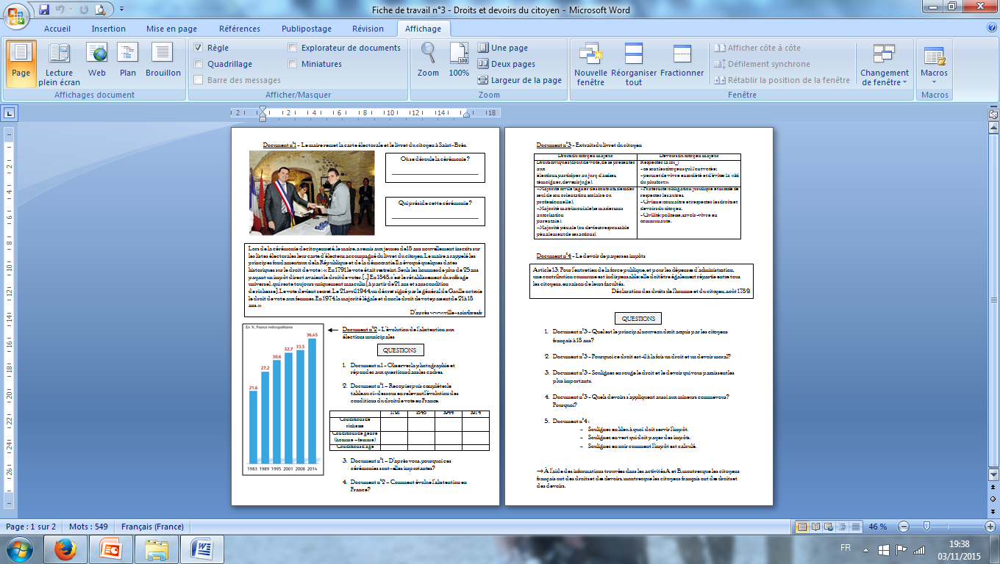 Fiche de travail n°3 - Droits et devoirs du citoyen - Microsoft Word
Accueil Insertion Mise en page Références Publipostage Révision Affichage
Page
Lecture plein écran
Web
Plan
Brouillon
Affichages document
Règle
Quadrillage
Barre des messages
Explorateur de documents
Miniatures
Afficher/Masquer
Zoom
100%
Une page
Deux pages
Largeur de la page
Zoom
Nouvelle fenêtre
Réorganiser tout
Fractionner
Afficher côte à côte
Défilement synchrone
Rétablir la position de la fenêtre
Fenêtre
Changement de fenêtre
Macros
Macros
2 2 4 6 8 10 12 14 18
Document n°1 - Le maire remet la carte électorale et le livret du citoyen à Saint-Brès.
Où se déroule la cérémonie ?
Qui préside cette cérémonie ?
Lors de la cérémonie de citoyenneté, le maire, a remis aux jeunes de 18 ans nouvellement inscrits sur
les listes électorales leur carte d'électeur, accompagné du livret du citoyen. Le maire a rappelé les
principes fondamentaux de la République et de la démocratie. Il a évoqué quelques dates
historiques sur le droit de vote : « En 1791, le vote était restreint. Seuls les hommes de plus de 25 ans
payant un impôt direct avaient le droit de voter. [...] En 1848, c'est le rétablissement du suffrage
universel, qui reste toujours uniquement masculin [à partir de 21 ans et sans condition
de richesse]. Le vote devient secret. Le 21 avril 1944, un décret signé par le général de Gaulle octroie
le droit de vote aux femmes. En 1974, la majorité légale et donc le droit de vote passent de 21 à 18
ans. »
D'après www.ville-saintbres.fr
En %, France métropolitaine
21,6 27,2 30,6 32,7 33,5 36,45
1983 1989 1995 2001 2008 2014
Document n°2 - L'évolution de l'abstention aux
élections municipales
QUESTIONS
1. Document n.1 - Observez la photographie et
répondez aux questions dans les cadres.
2. Document n°1 - Recopiez puis complétez le
tableau ci-dessous en relevant l'évolution des
conditions du droit de vote en France.
1791 1848 1944 1974
Conditions de
richesse
Conditions de genre
(homme - femme)
Conditions d'âge
3. Document n°1 - D'après vous, pourquoi ces
cérémonies sont-elles importantes ?
4. Document n°2 - Comment évolue l'abstention en
France ?
Document n°3 - Extraits du livret du citoyen
Droits du citoyen majeur
Devoirs du citoyen majeur
Droits civiques (droit de vote, de se présenter
aux
élections, participer au jury d'assises,
témoigner, devenir juge).
Respecter la loi :
- ce sont les citoyens qui l'ont votée ;
- permet de vivre en société et d'éviter la «loi
du plus fort».
- Majorité civile (signer des contrats, décider
seul de son orientation scolaire ou
professionnelle).
- Majorité matrimoniale (se marier sans
autorisation
parentale).
- Majorité pénale (on devient responsable
pénalement de ses actions).
- Fraternité : obligation juridique et morale de
respecter les autres.
- Civisme : connaître et respecter les droits et
devoirs du citoyen.
- Civilité : politesse, savoir-vivre en
communauté.
Document n°4 - Le devoir de payer ses impôts
Article 13. Pour l'entretien de la force publique, et pour les dépenses d'administration,
une contribution commune est indispensable: elle doit être également répartie entre tous
les citoyens, en raison de leurs facultés.
Déclaration des droits de l'homme et du citoyen, août 1789.
QUESTIONS
1. Document n°3 - Quel est le principal nouveau droit acquis par les citoyens
français à 18 ans ?
2. Document n°3 - Pourquoi ce droit est-il à la fois un droit et un devoir moral ?
3. Document n°3 - Soulignez en rouge le droit et le devoir qui vous paraissent les
plus importants.
4. Document n°3 - Quels devoirs s'appliquent aussi aux mineurs comme vous ?
Pourquoi ?
5. Document n°4 :
- Soulignez en bleu à quoi doit servir l'impôt.
- Soulignez en vert qui doit payer des impôts.
- Soulignez en noir comment l'impôt est calculé.
→ À l'aide des informations trouvées dans les activités A et B, montrez que les citoyens
français ont des droits et des devoirs, montrez que les citoyens français ont des droits et
des devoirs.
Page : 1 sur 2 Mots : 549 Français (France) 46 %
FR 19:38
03/11/2015